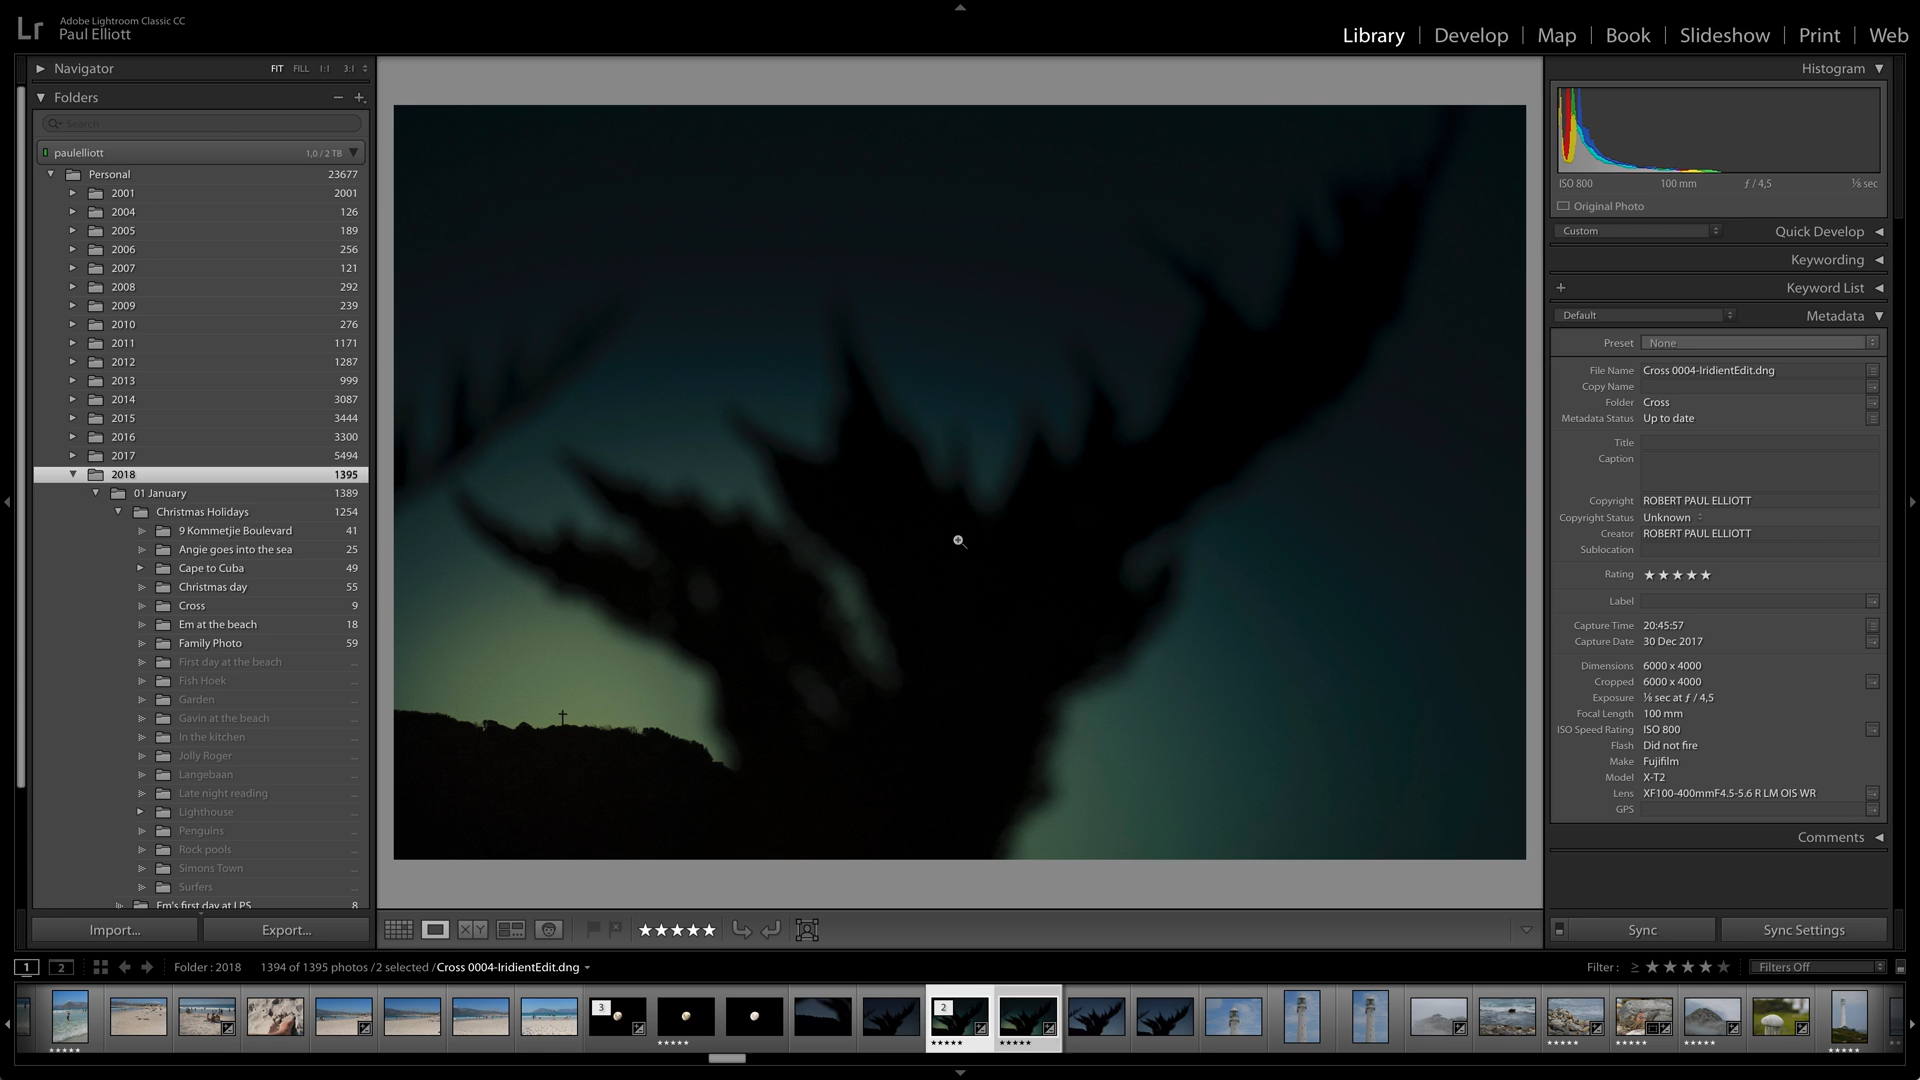 Lr
Adobe Lightroom Classic CC
Paul Elliott
Library | Develop | Map | Book | Slideshow | Print | Web
Navigator FIT FILL 1:1 3:1
Folders
Search
paulelliott 1,0 / 2 TB
Personal 23677
2001 2001
2004 126
2005 189
2006 256
2007 121
2008 292
2009 239
2010 276
2011 1171
2012 1287
2013 999
2014 3087
2015 3444
2016 3300
2017 5494
2018 1395
01 January 1389
Christmas Holidays 1254
9 Kommetjie Boulevard 41
Angie goes into the sea 25
Cape to Cuba 49
Christmas day 55
Cross 9
Em at the beach 18
Family Photo 59
First day at the beach ...
Fish Hoek ...
Garden ...
Gavin at the beach ...
In the kitchen ...
Jolly Roger ...
Langebaan ...
Late night reading ...
Lighthouse ...
Penguins ...
Rock pools ...
Simons Town ...
Surfers ...
Em's first day at LPS 8
Import... Export...
Histogram
ISO 800 100 mm ƒ / 4,5 ⅛ sec
Original Photo
Custom Quick Develop
Keywording
Keyword List
Default Metadata
Preset None
File Name Cross 0004-IridientEdit.dng
Copy Name
Folder Cross
Metadata Status Up to date
Title
Caption
Copyright ROBERT PAUL ELLIOTT
Copyright Status Unknown
Creator ROBERT PAUL ELLIOTT
Sublocation
Rating ★★★★★
Label
Capture Time 20:45:57
Capture Date 30 Dec 2017
Dimensions 6000 x 4000
Cropped 6000 x 4000
Exposure ⅛ sec at ƒ / 4,5
Focal Length 100 mm
ISO Speed Rating ISO 800
Flash Did not fire
Make Fujifilm
Model X-T2
Lens XF100-400mmF4.5-5.6 R LM OIS WR
GPS
Comments
Sync Sync Settings
X Y ★★★★★
1 2 Folder : 2018 1394 of 1395 photos /2 selected /Cross 0004-IridientEdit.dng Filter : ≥ ★★★★★ Filters Off
3 2